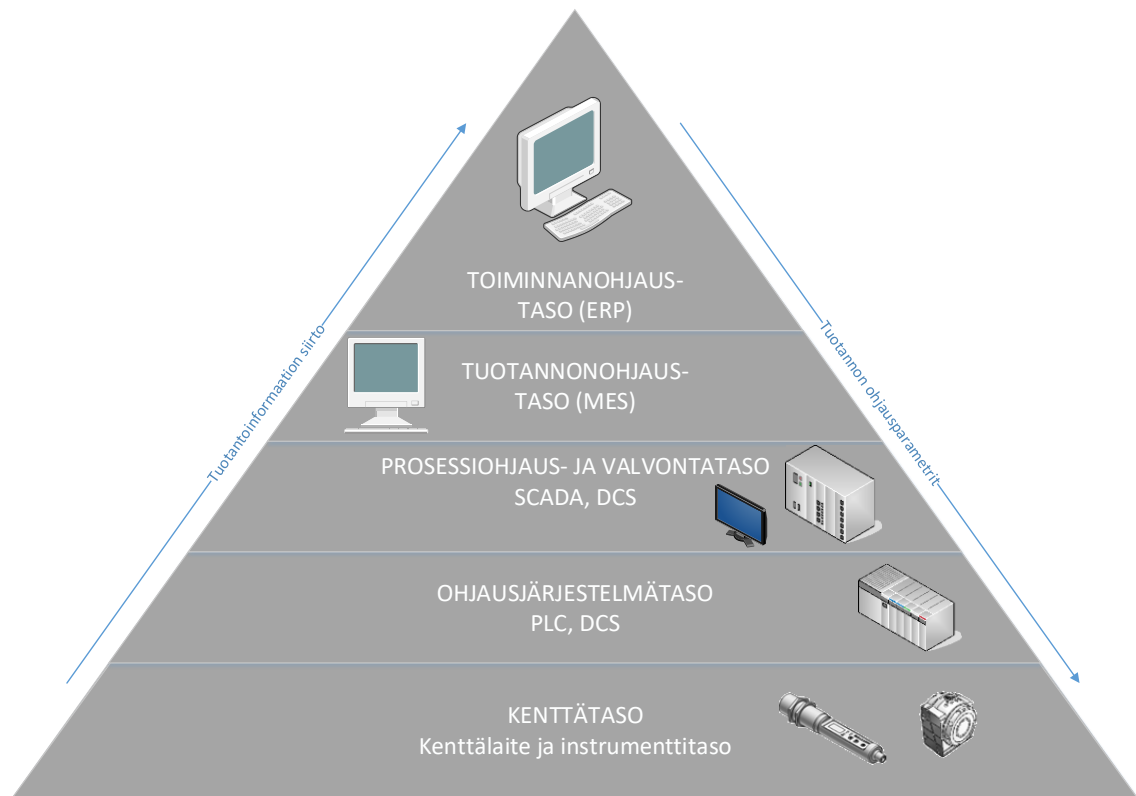 TOIMINNANOHJAUS-
TASO (ERP)
Tuotantoinformaation siirto
Tuotannon ohjausparametrit
TUOTANNONOHJAUS-
TASO (MES)
PROSESSIOHJAUS- JA VALVONTATASO
SCADA, DCS
OHJAUSJÄRJESTELMÄTASO
PLC, DCS
KENTTÄTASO
Kenttälaite ja instrumenttitaso